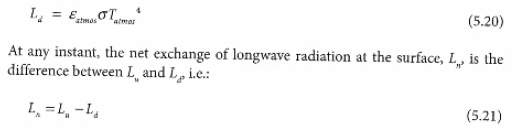 L_d = ε_atmos σT_atmos^4 (5.20)
At any instant, the net exchange of longwave radiation at the surface, L_n, is the
difference between L_u and L_d, i.e.:
L_n = L_u − L_d (5.21)